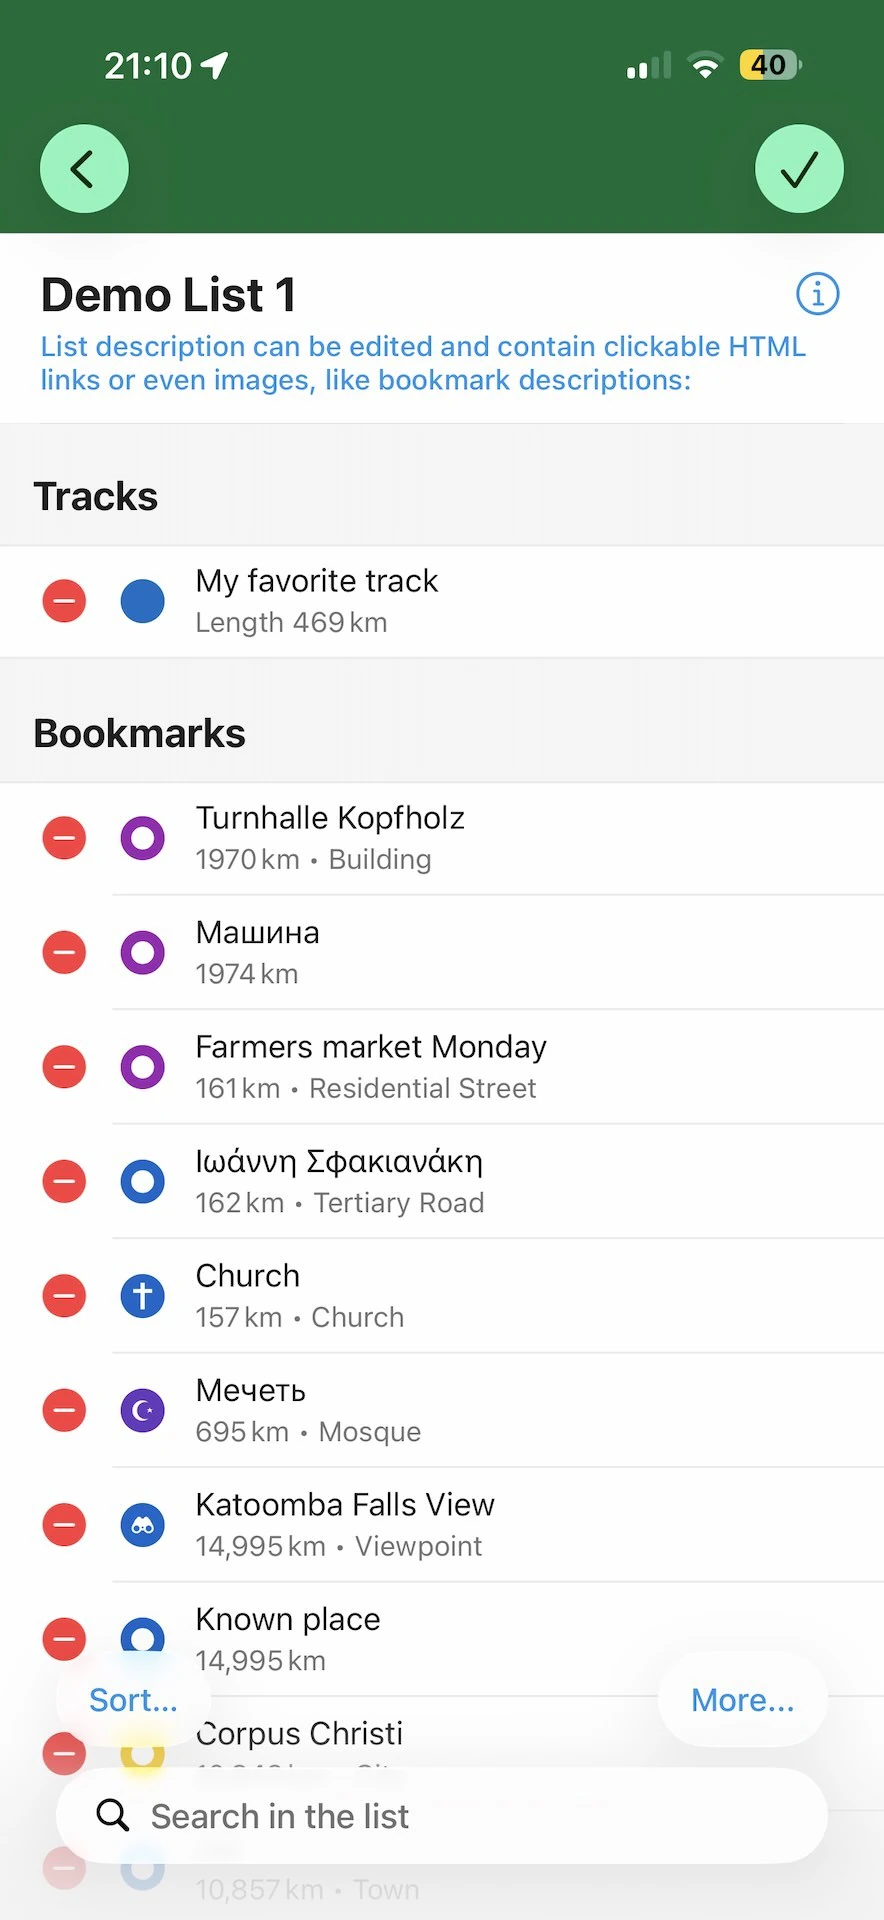 21:10
40
Demo List 1
List description can be edited and contain clickable HTML
links or even images, like bookmark descriptions:
Tracks
My favorite track
Length 469 km
Bookmarks
Turnhalle Kopfholz
1970 km • Building
Машина
1974 km
Farmers market Monday
161 km • Residential Street
Ιωάννη Σφακιανάκη
162 km • Tertiary Road
Church
157 km • Church
Мечеть
695 km • Mosque
Katoomba Falls View
14,995 km • Viewpoint
Known place
14,995 km
Sort...
More...
Corpus Christi
Search in the list
10,857 km • Town